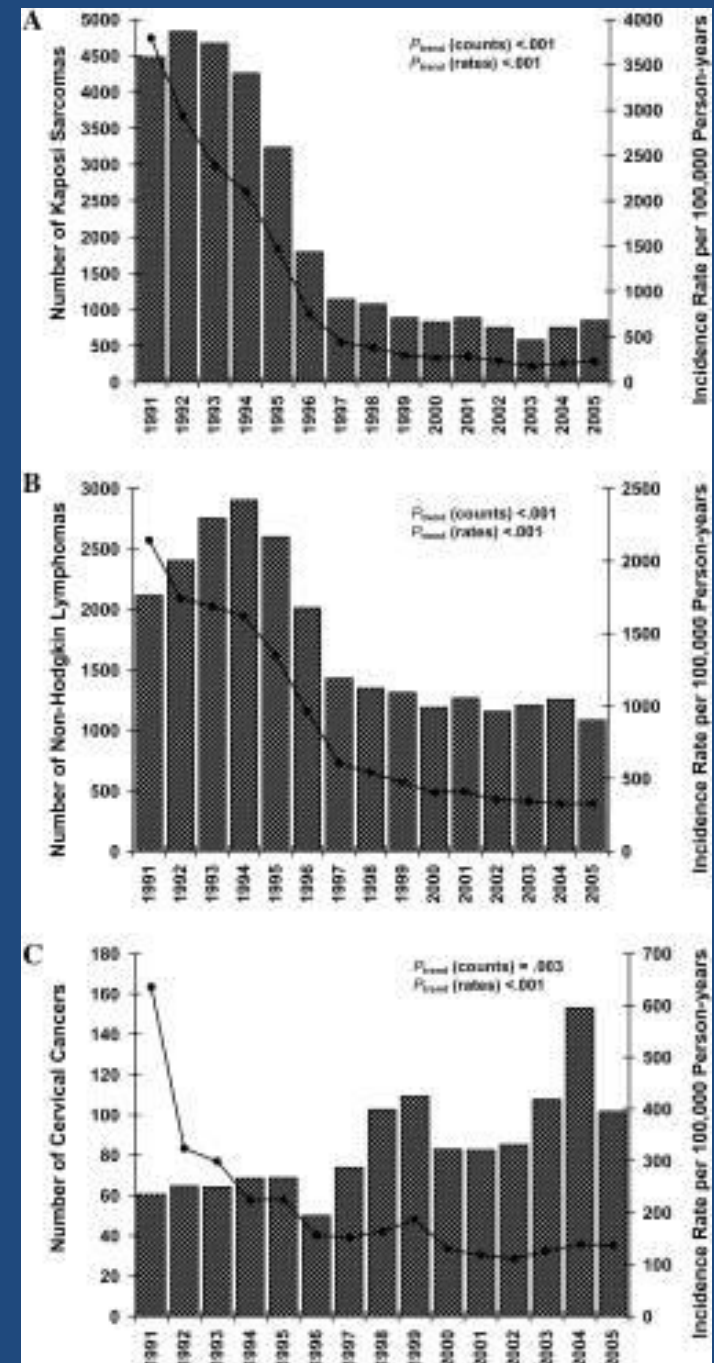 A
Number of Kaposi Sarcomas
5000
4500
4000
3500
3000
2500
2000
1500
1000
500
0
P trend (counts) <.001
P trend (rates) <.001
4000
3500
3000
2500
2000
1500
1000
500
0
Incidence Rate per 100,000 Person-years
1991 1992 1993 1994 1995 1996 1997 1998 1999 2000 2001 2002 2003 2004 2005
B
Number of Non-Hodgkin Lymphomas
3000
2500
2000
1500
1000
500
0
P trend (counts) <.001
P trend (rates) <.001
2500
2000
1500
1000
500
0
Incidence Rate per 100,000 Person-years
1991 1992 1993 1994 1995 1996 1997 1998 1999 2000 2001 2002 2003 2004 2005
C
Number of Cervical Cancers
180
160
140
120
100
80
60
40
20
0
P trend (counts) = .003
P trend (rates) <.001
700
600
500
400
300
200
100
0
Incidence Rate per 100,000 Person-years
1991 1992 1993 1994 1995 1996 1997 1998 1999 2000 2001 2002 2003 2004 2005